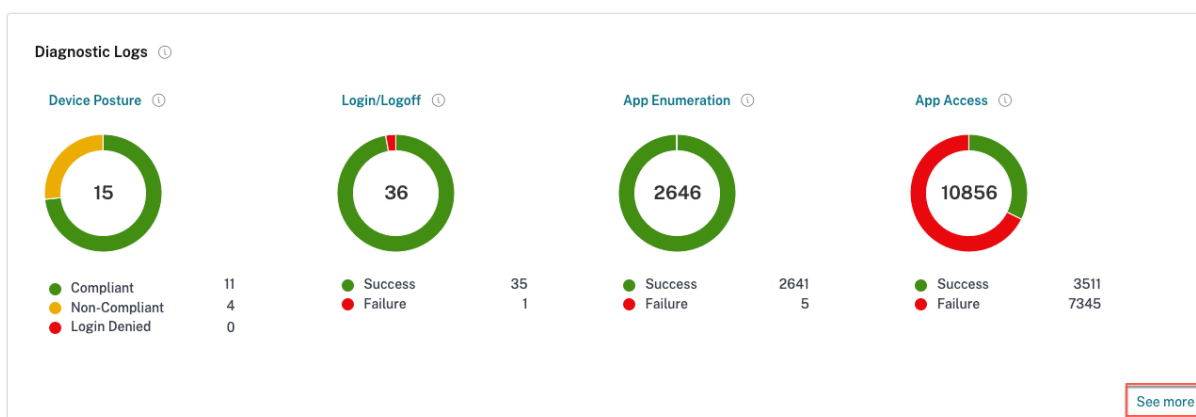 Diagnostic Logs
Device Posture
15
Compliant 11
Non-Compliant 4
Login Denied 0
Login/Logoff
36
Success 35
Failure 1
App Enumeration
2646
Success 2641
Failure 5
App Access
10856
Success 3511
Failure 7345
See more